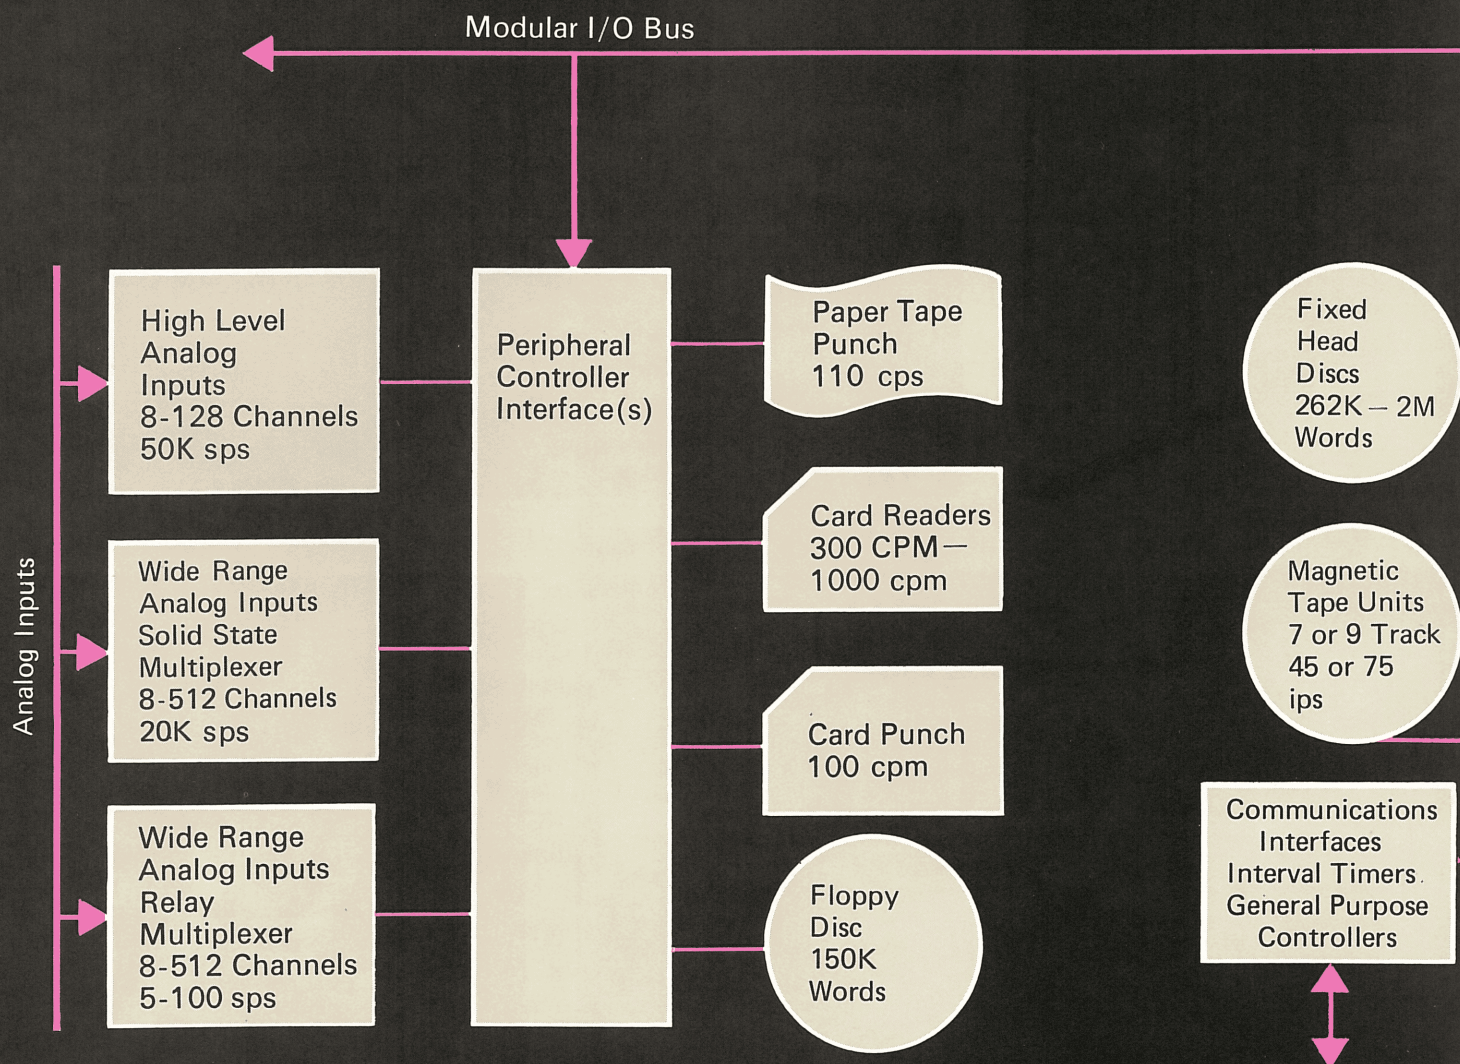 Modular I/O Bus
Analog Inputs
High Level
Analog
Inputs
8-128 Channels
50K sps
Wide Range
Analog Inputs
Solid State
Multiplexer
8-512 Channels
20K sps
Wide Range
Analog Inputs
Relay
Multiplexer
8-512 Channels
5-100 sps
Peripheral
Controller
Interface(s)
Paper Tape
Punch
110 cps
Card Readers
300 CPM—
1000 cpm
Card Punch
100 cpm
Floppy
Disc
150K
Words
Fixed
Head
Discs
262K — 2M
Words
Magnetic
Tape Units
7 or 9 Track
45 or 75
ips
Communications
Interfaces
Interval Timers.
General Purpose
Controllers